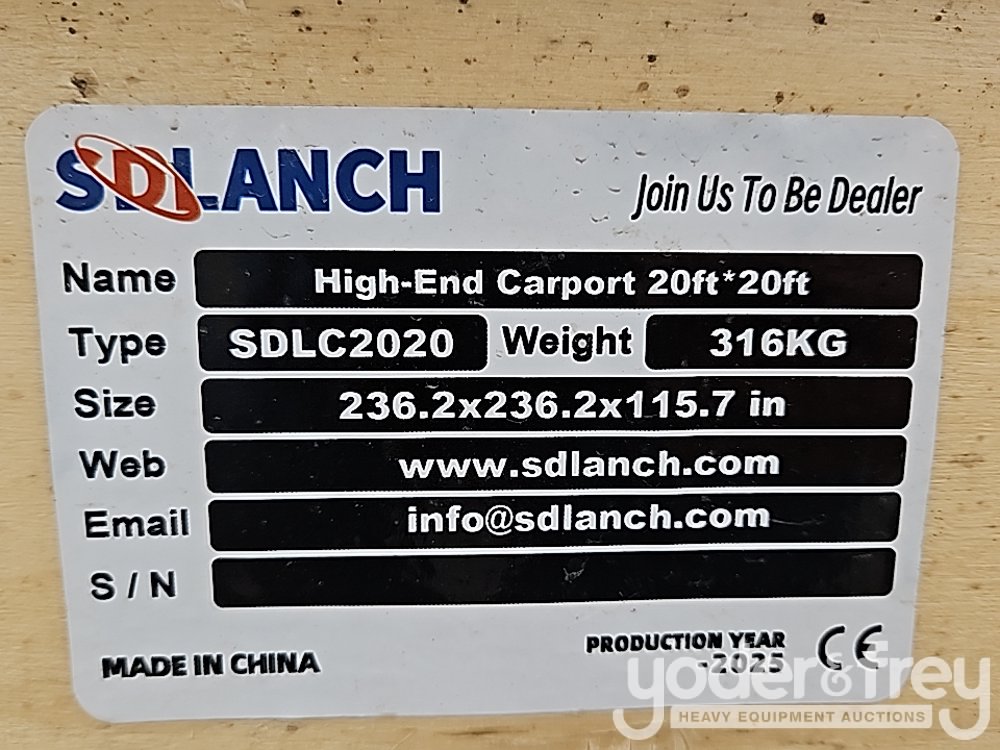 SDLANCH
Join Us To Be Dealer
Name High-End Carport 20ft*20ft
Type SDLC2020 Weight 316KG
Size 236.2x236.2x115.7 in
Web www.sdlanch.com
Email info@sdlanch.com
S / N
MADE IN CHINA
PRODUCTION YEAR
-2025
CE
yoder&frey
HEAVY EQUIPMENT AUCTIONS